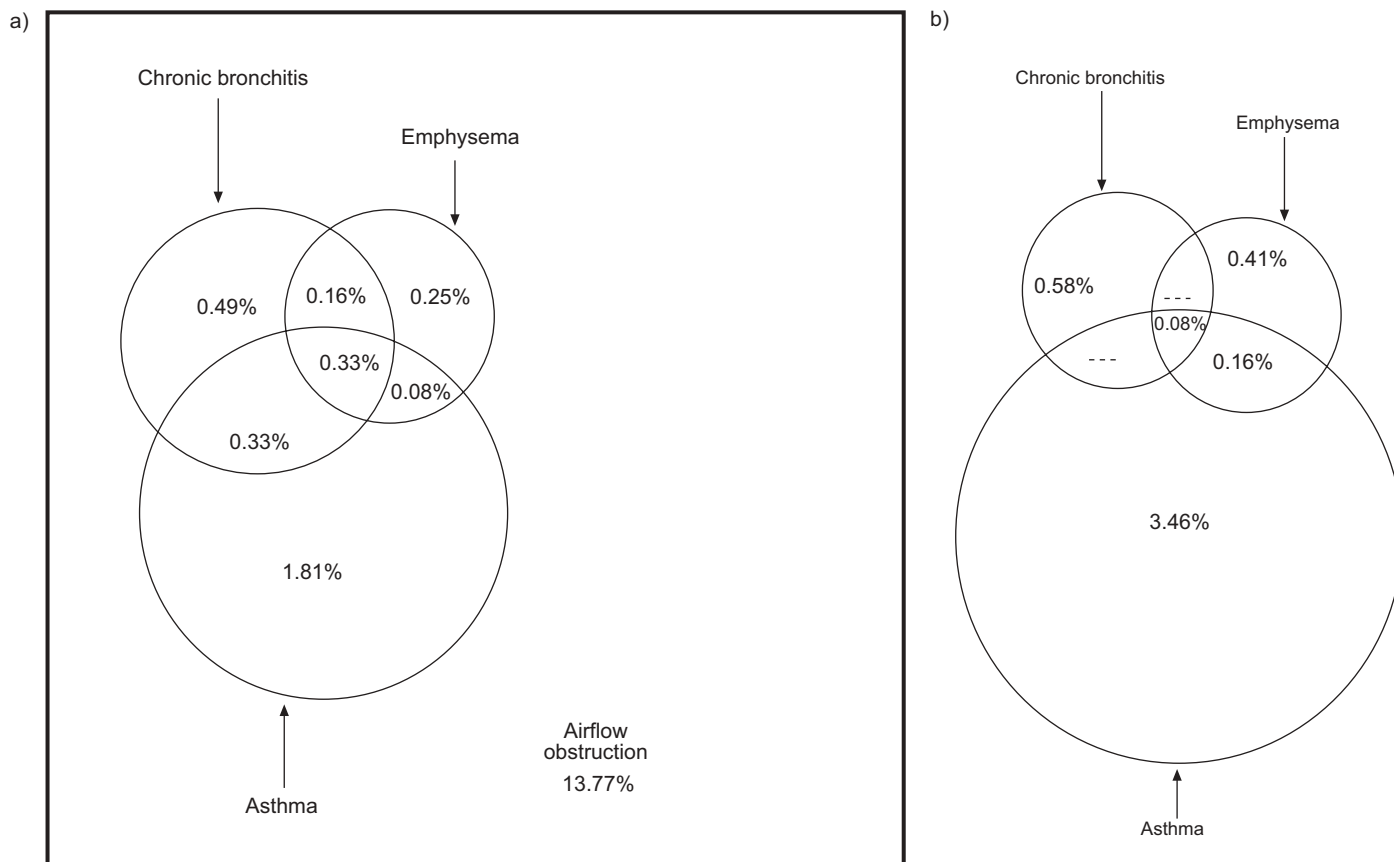 a)
Chronic bronchitis
Emphysema
0.49%
0.16%
0.25%
0.33%
0.08%
0.33%
1.81%
Airflow
obstruction
13.77%
Asthma
b)
Chronic bronchitis
Emphysema
0.58%
0.41%
---
0.08%
---
0.16%
3.46%
Asthma